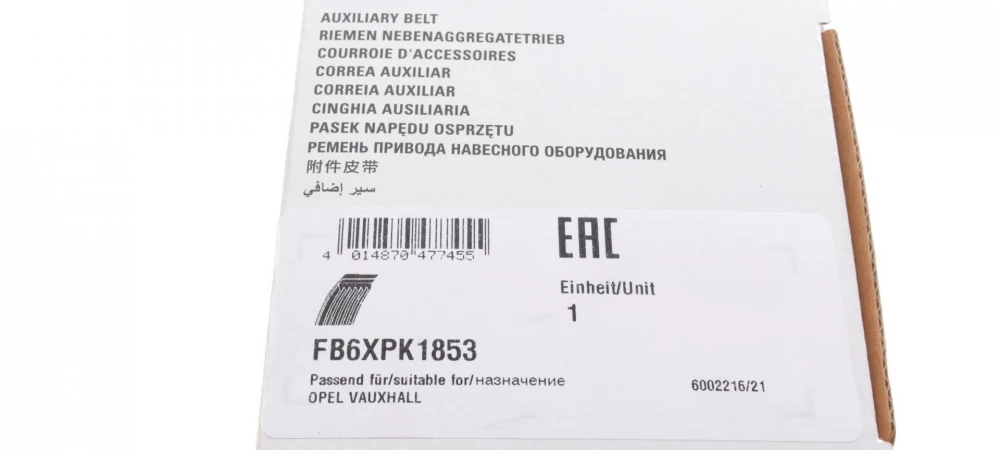 AUXILIARY BELT
RIEMEN NEBENAGGREGATETRIEB
COURROIE D'ACCESSOIRES
CORREA AUXILIAR
CORREIA AUXILIAR
CINGHIA AUSILIARIA
PASEK NAPĘDU OSPRZĘTU
РЕМЕНЬ ПРИВОДА НАВЕСНОГО ОБОРУДОВАНИЯ
附件皮带
سير إضافي
4 014870 477455
EAC
Einheit/Unit
1
FB6XPK1853
Passend für/suitable for/назначение
6002216/21
OPEL VAUXHALL